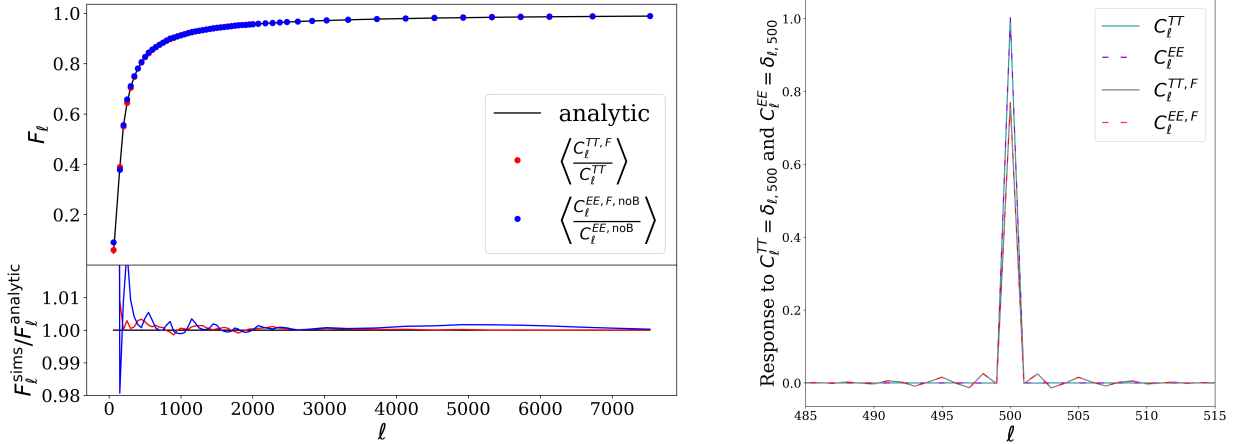 1.0
0.8
0.6
0.4
0.2
F_ℓ
analytic
⟨C_ℓ^{TT,F} / C_ℓ^{TT}⟩
⟨C_ℓ^{EE,F,noB} / C_ℓ^{EE,noB}⟩
1.01
1.00
0.99
0.98
F_ℓ^{sims}/F_ℓ^{analytic}
0 1000 2000 3000 4000 5000 6000 7000
ℓ
Response to C_ℓ^{TT} = δ_{ℓ,500} and C_ℓ^{EE} = δ_{ℓ,500}
1.0
0.8
0.6
0.4
0.2
0.0
C_ℓ^{TT}
C_ℓ^{EE}
C_ℓ^{TT,F}
C_ℓ^{EE,F}
485 490 495 500 505 510 515
ℓ